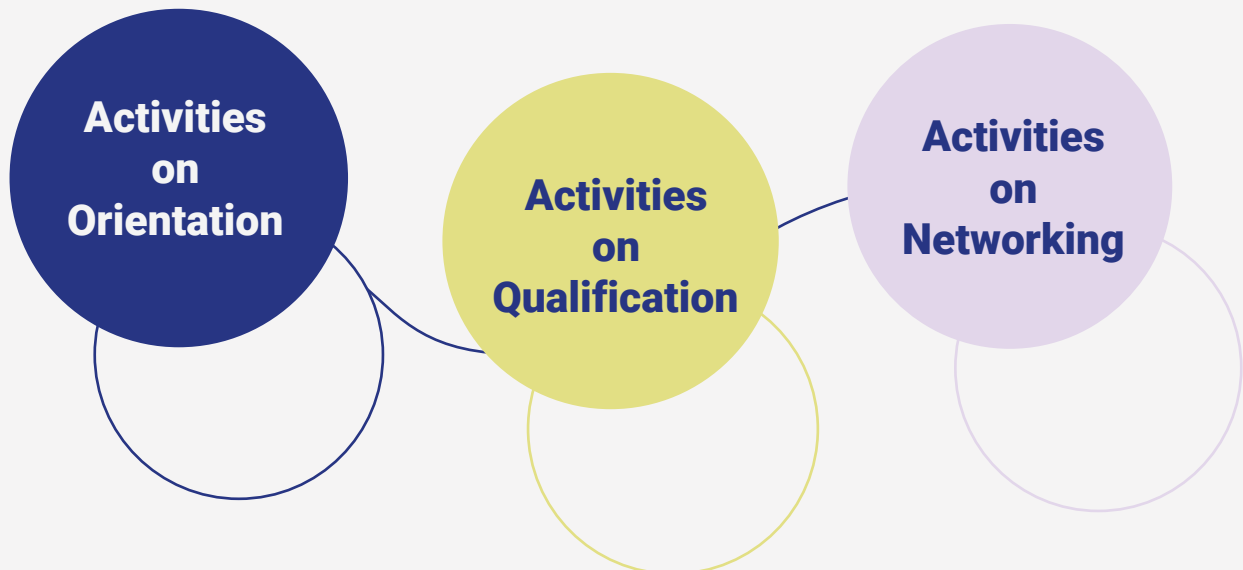 Activities
on
Orientation
Activities
on
Qualification
Activities
on
Networking